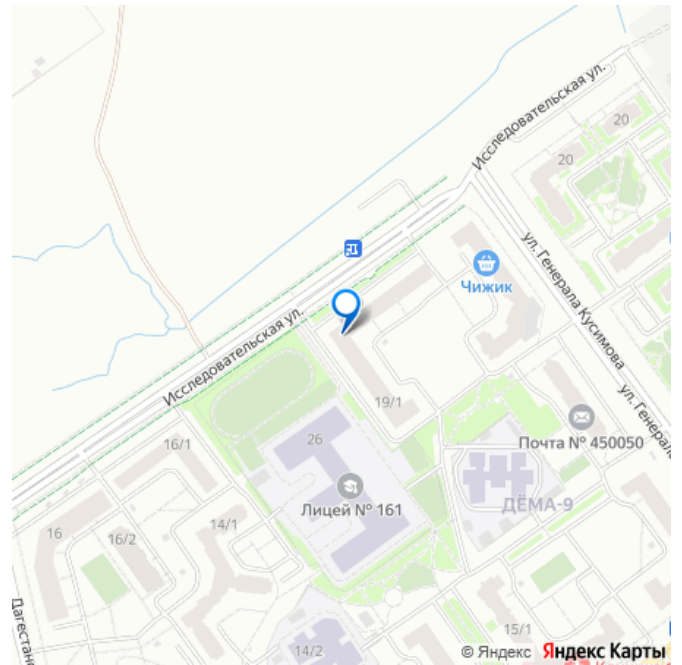 Исследовательская ул.
20
20
ул. Генерала Кусимова
Чижик
Исследовательская ул.
19/1
ул. Генерала
Почта № 450050
26
16/1
Лицей № 161
ДЁМА-9
16
14/1
16/2
Дагестан
15/1
14/2
© Яндекс Яндекс Карты